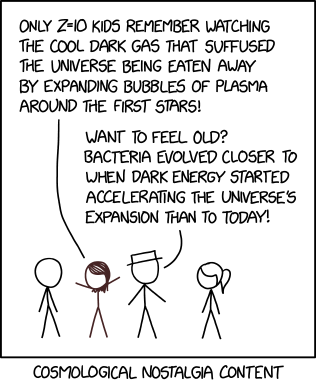 ONLY Z=10 KIDS REMEMBER WATCHING
THE COOL DARK GAS THAT SUFFUSED
THE UNIVERSE BEING EATEN AWAY
BY EXPANDING BUBBLES OF PLASMA
AROUND THE FIRST STARS!
WANT TO FEEL OLD?
BACTERIA EVOLVED CLOSER TO
WHEN DARK ENERGY STARTED
ACCELERATING THE UNIVERSE'S
EXPANSION THAN TO TODAY!
COSMOLOGICAL NOSTALGIA CONTENT